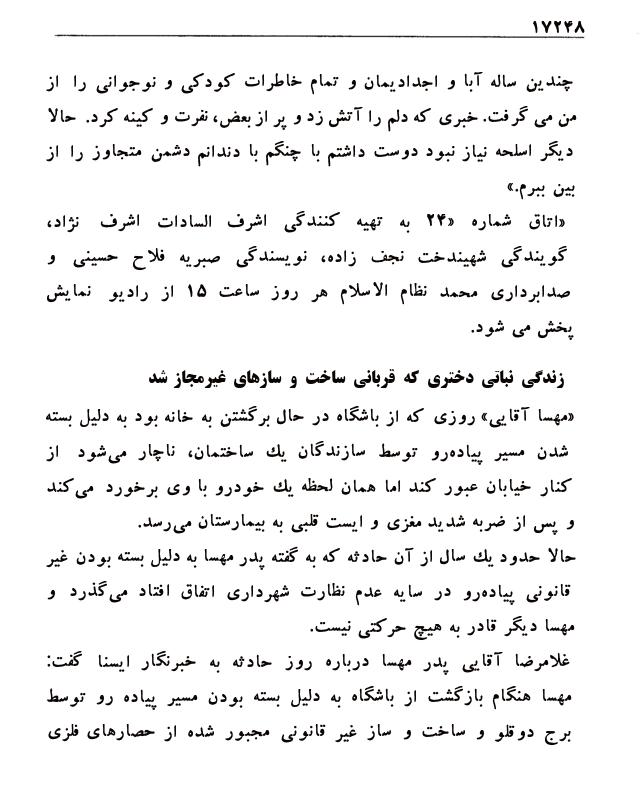 ۱۷۲۴۸
چندین ساله آبا و اجدادیمان و تمام خاطرات کودکی و نوجوانی را از
من می گرفت. خبری که دلم را آتش زد و پر از بعض، نفرت و کینه کرد. حالا
دیگر اسلحه نیاز نبود دوست داشتم با چنگم با دندانم دشمن متجاوز را از
بین ببرم.»
«اتاق شماره «۲۴ به تهیه کنندگی اشرف السادات اشرف نژاد،
گویندگی شهیندخت نجف زاده، نویسندگی صبریه فلاح حسینی و
صدابرداری محمد نظام الاسلام هر روز ساعت ۱۵ از رادیو نمایش
پخش می شود.
زندگی نباتی دختری که قربانی ساخت و سازهای غیرمجاز شد
«مهسا آقایی» روزی که از باشگاه در حال برگشتن به خانه بود به دلیل بسته
شدن مسیر پیاده‌رو توسط سازندگان یك ساختمان، ناچار می‌شود از
کنار خیابان عبور کند اما همان لحظه یك خودرو با وی برخورد می‌کند
و پس از ضربه شدید مغزی و ایست قلبی به بیمارستان می‌رسد.
حالا حدود یك سال از آن حادثه که به گفته پدر مهسا به دلیل بسته بودن غیر
قانونی پیاده‌رو در سایه عدم نظارت شهرداری اتفاق افتاد می‌گذرد و
مهسا دیگر قادر به هیچ حرکتی نیست.
غلامرضا آقایی پدر مهسا درباره روز حادثه به خبرنگار ایسنا گفت:
مهسا هنگام بازگشت از باشگاه به دلیل بسته بودن مسیر پیاده رو توسط
برج دوقلو و ساخت و ساز غیر قانونی مجبور شده از حصارهای فلزی